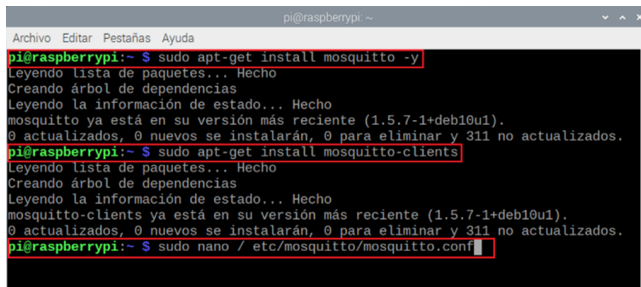 pi@raspberrypi: ~
Archivo Editar Pestañas Ayuda
pi@raspberrypi:~ $ sudo apt-get install mosquitto -y
Leyendo lista de paquetes... Hecho
Creando árbol de dependencias
Leyendo la información de estado... Hecho
mosquitto ya está en su versión más reciente (1.5.7-1+deb10u1).
0 actualizados, 0 nuevos se instalarán, 0 para eliminar y 311 no actualizados.
pi@raspberrypi:~ $ sudo apt-get install mosquitto-clients
Leyendo lista de paquetes... Hecho
Creando árbol de dependencias
Leyendo la información de estado... Hecho
mosquitto-clients ya está en su versión más reciente (1.5.7-1+deb10u1).
0 actualizados, 0 nuevos se instalarán, 0 para eliminar y 311 no actualizados.
pi@raspberrypi:~ $ sudo nano / etc/mosquitto/mosquitto.conf